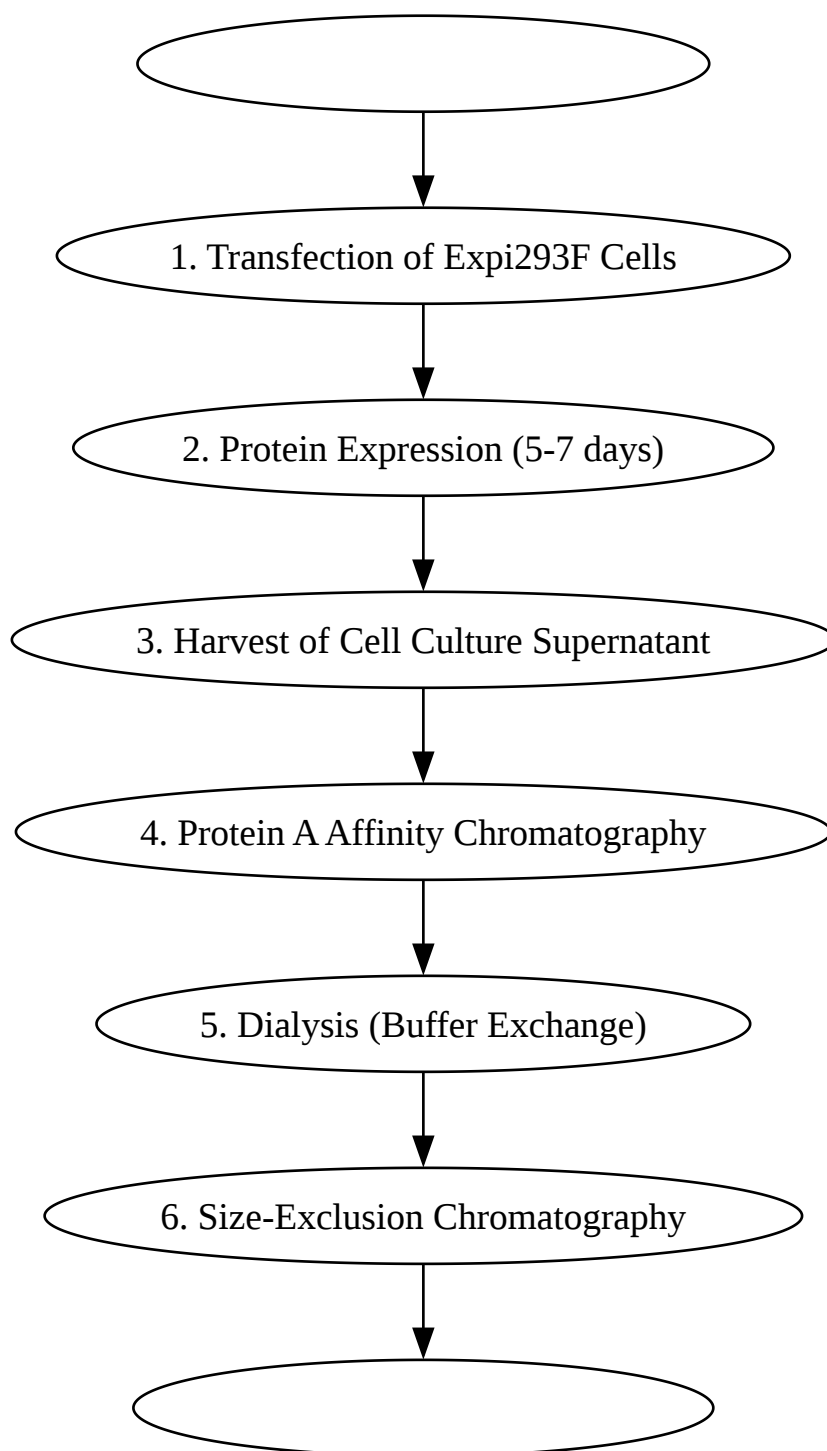 1. Transfection of Expi293F Cells
2. Protein Expression (5-7 days)
3. Harvest of Cell Culture Supernatant
4. Protein A Affinity Chromatography
5. Dialysis (Buffer Exchange)
6. Size-Exclusion Chromatography